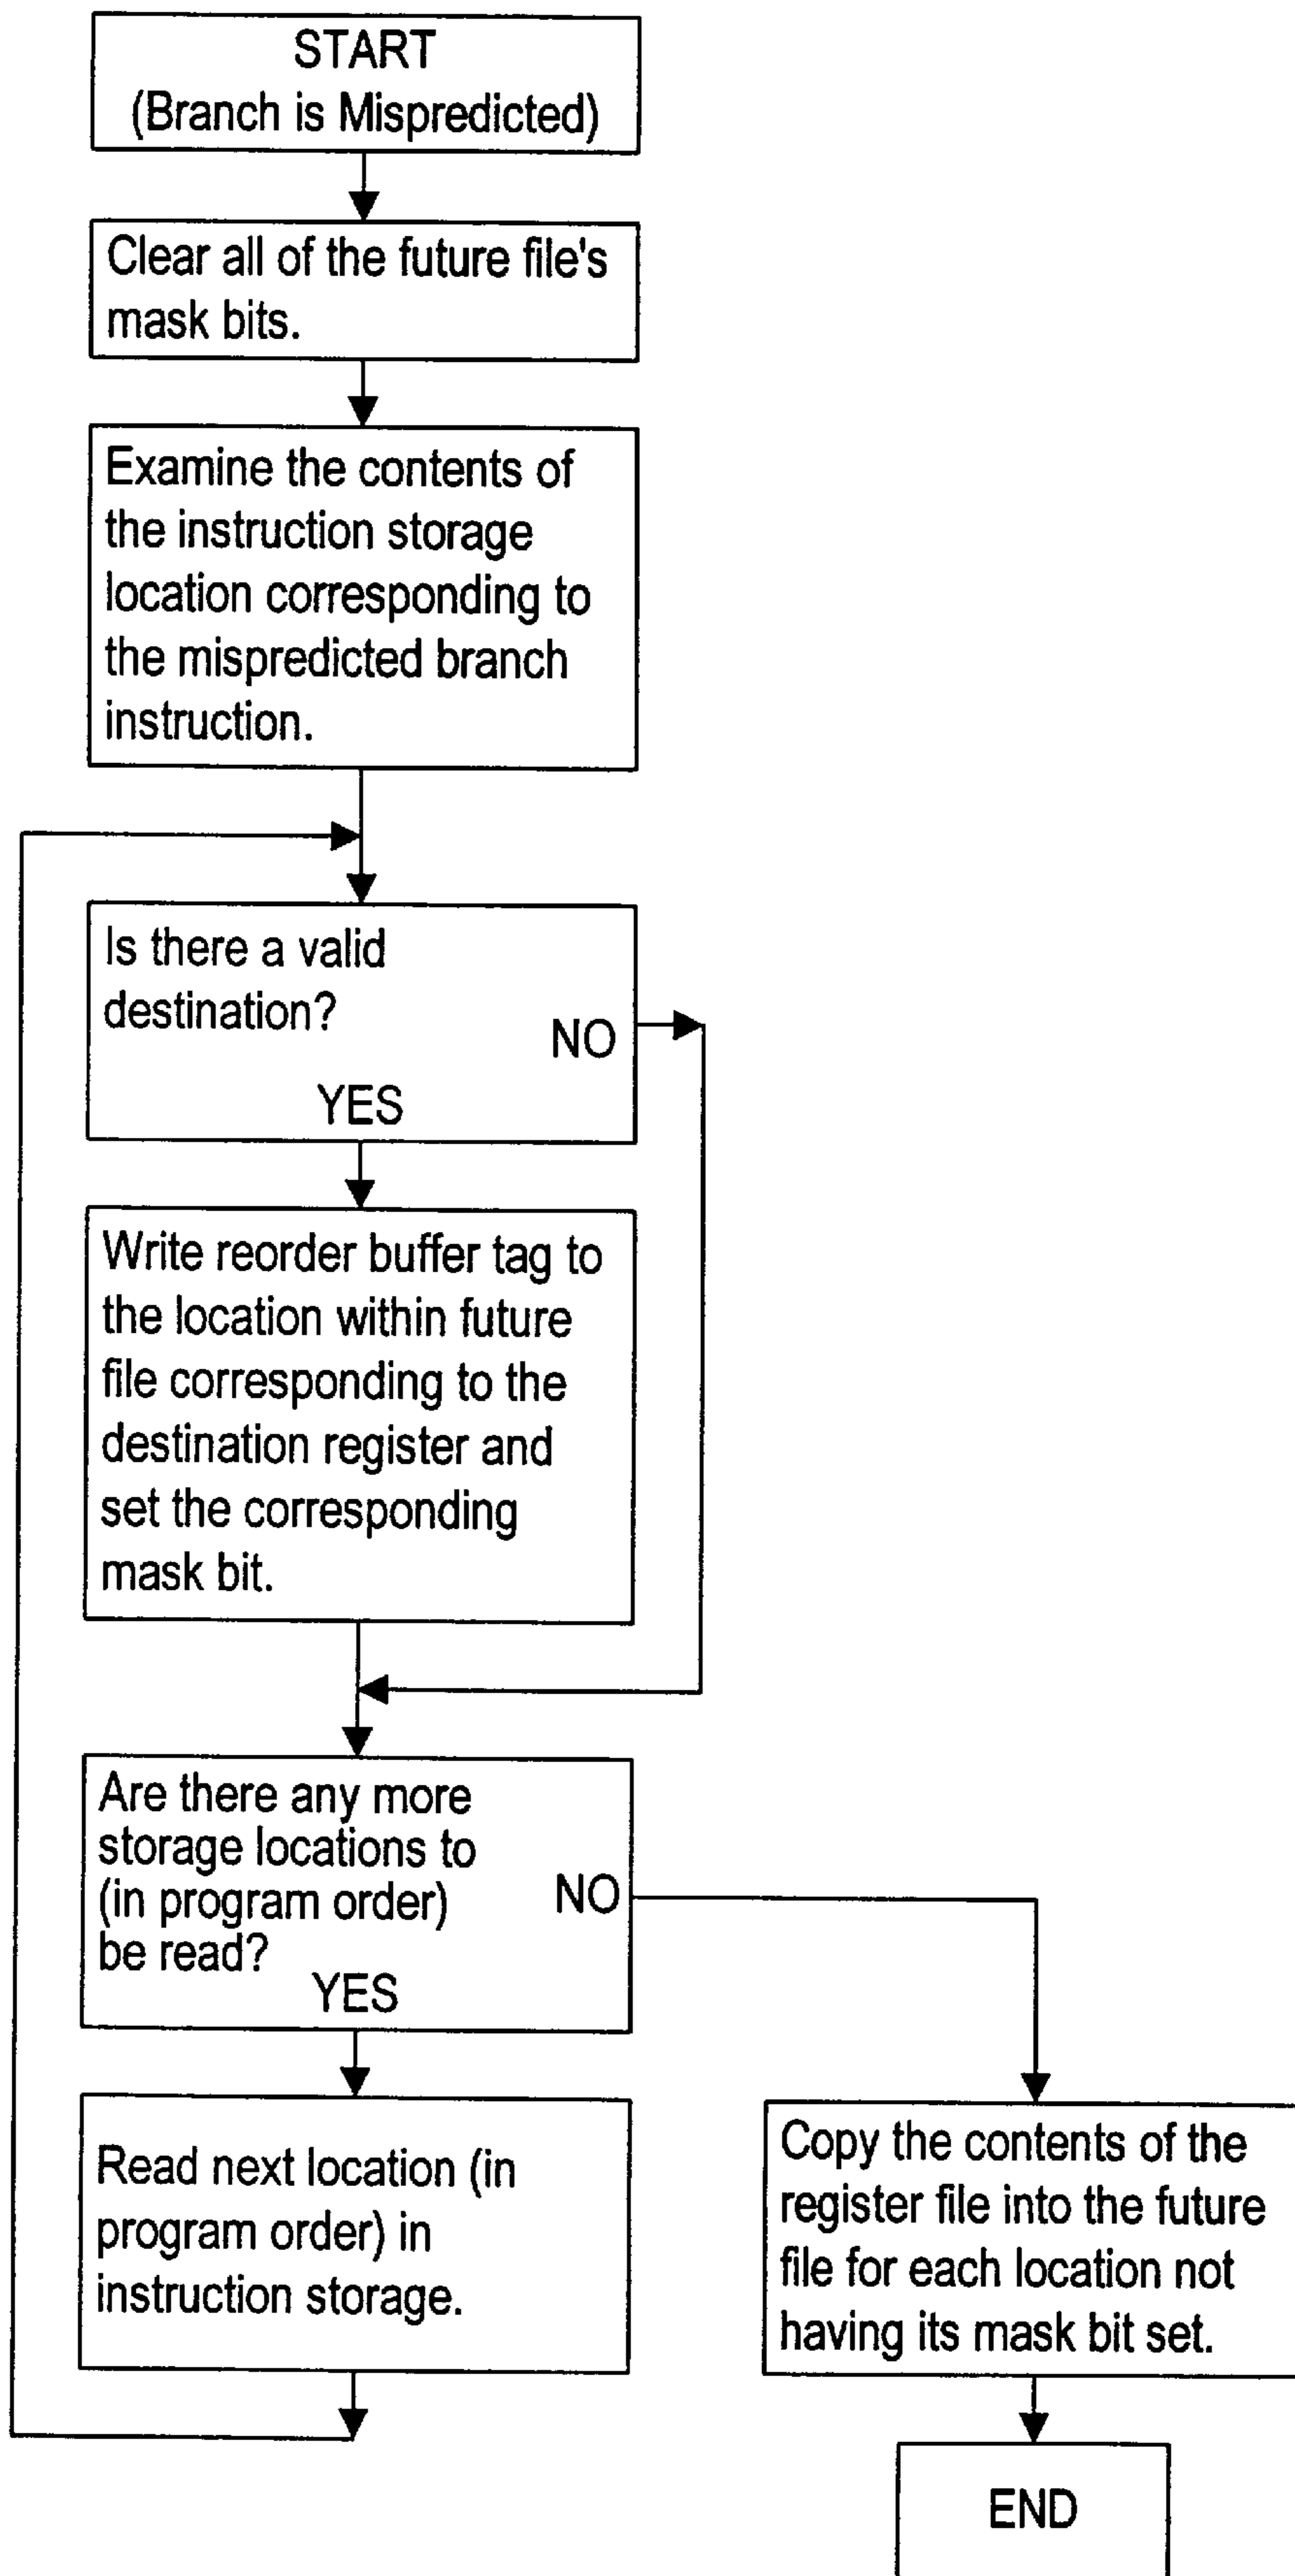 START
(Branch is Mispredicted)
Clear all of the future file's
mask bits.
Examine the contents of
the instruction storage
location corresponding to
the mispredicted branch
instruction.
Is there a valid
destination?
NO
YES
Write reorder buffer tag to
the location within future
file corresponding to the
destination register and
set the corresponding
mask bit.
Are there any more
storage locations to
(in program order)
be read?
NO
YES
Read next location (in
program order) in
instruction storage.
Copy the contents of the
register file into the future
file for each location not
having its mask bit set.
END